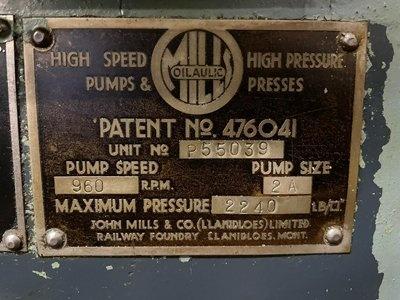 HIGH SPEED MILLS HIGH PRESSURE
OILAULIC
PUMPS & PRESSES
PATENT NO. 476041
UNIT NO P55039
PUMP SPEED PUMP SIZE
960 R.P.M. 2A
MAXIMUM PRESSURE 2240 LB/□"
JOHN MILLS & CO. (LLANIDLOES) LIMITED
RAILWAY FOUNDRY LLANIDLOES. MONT.